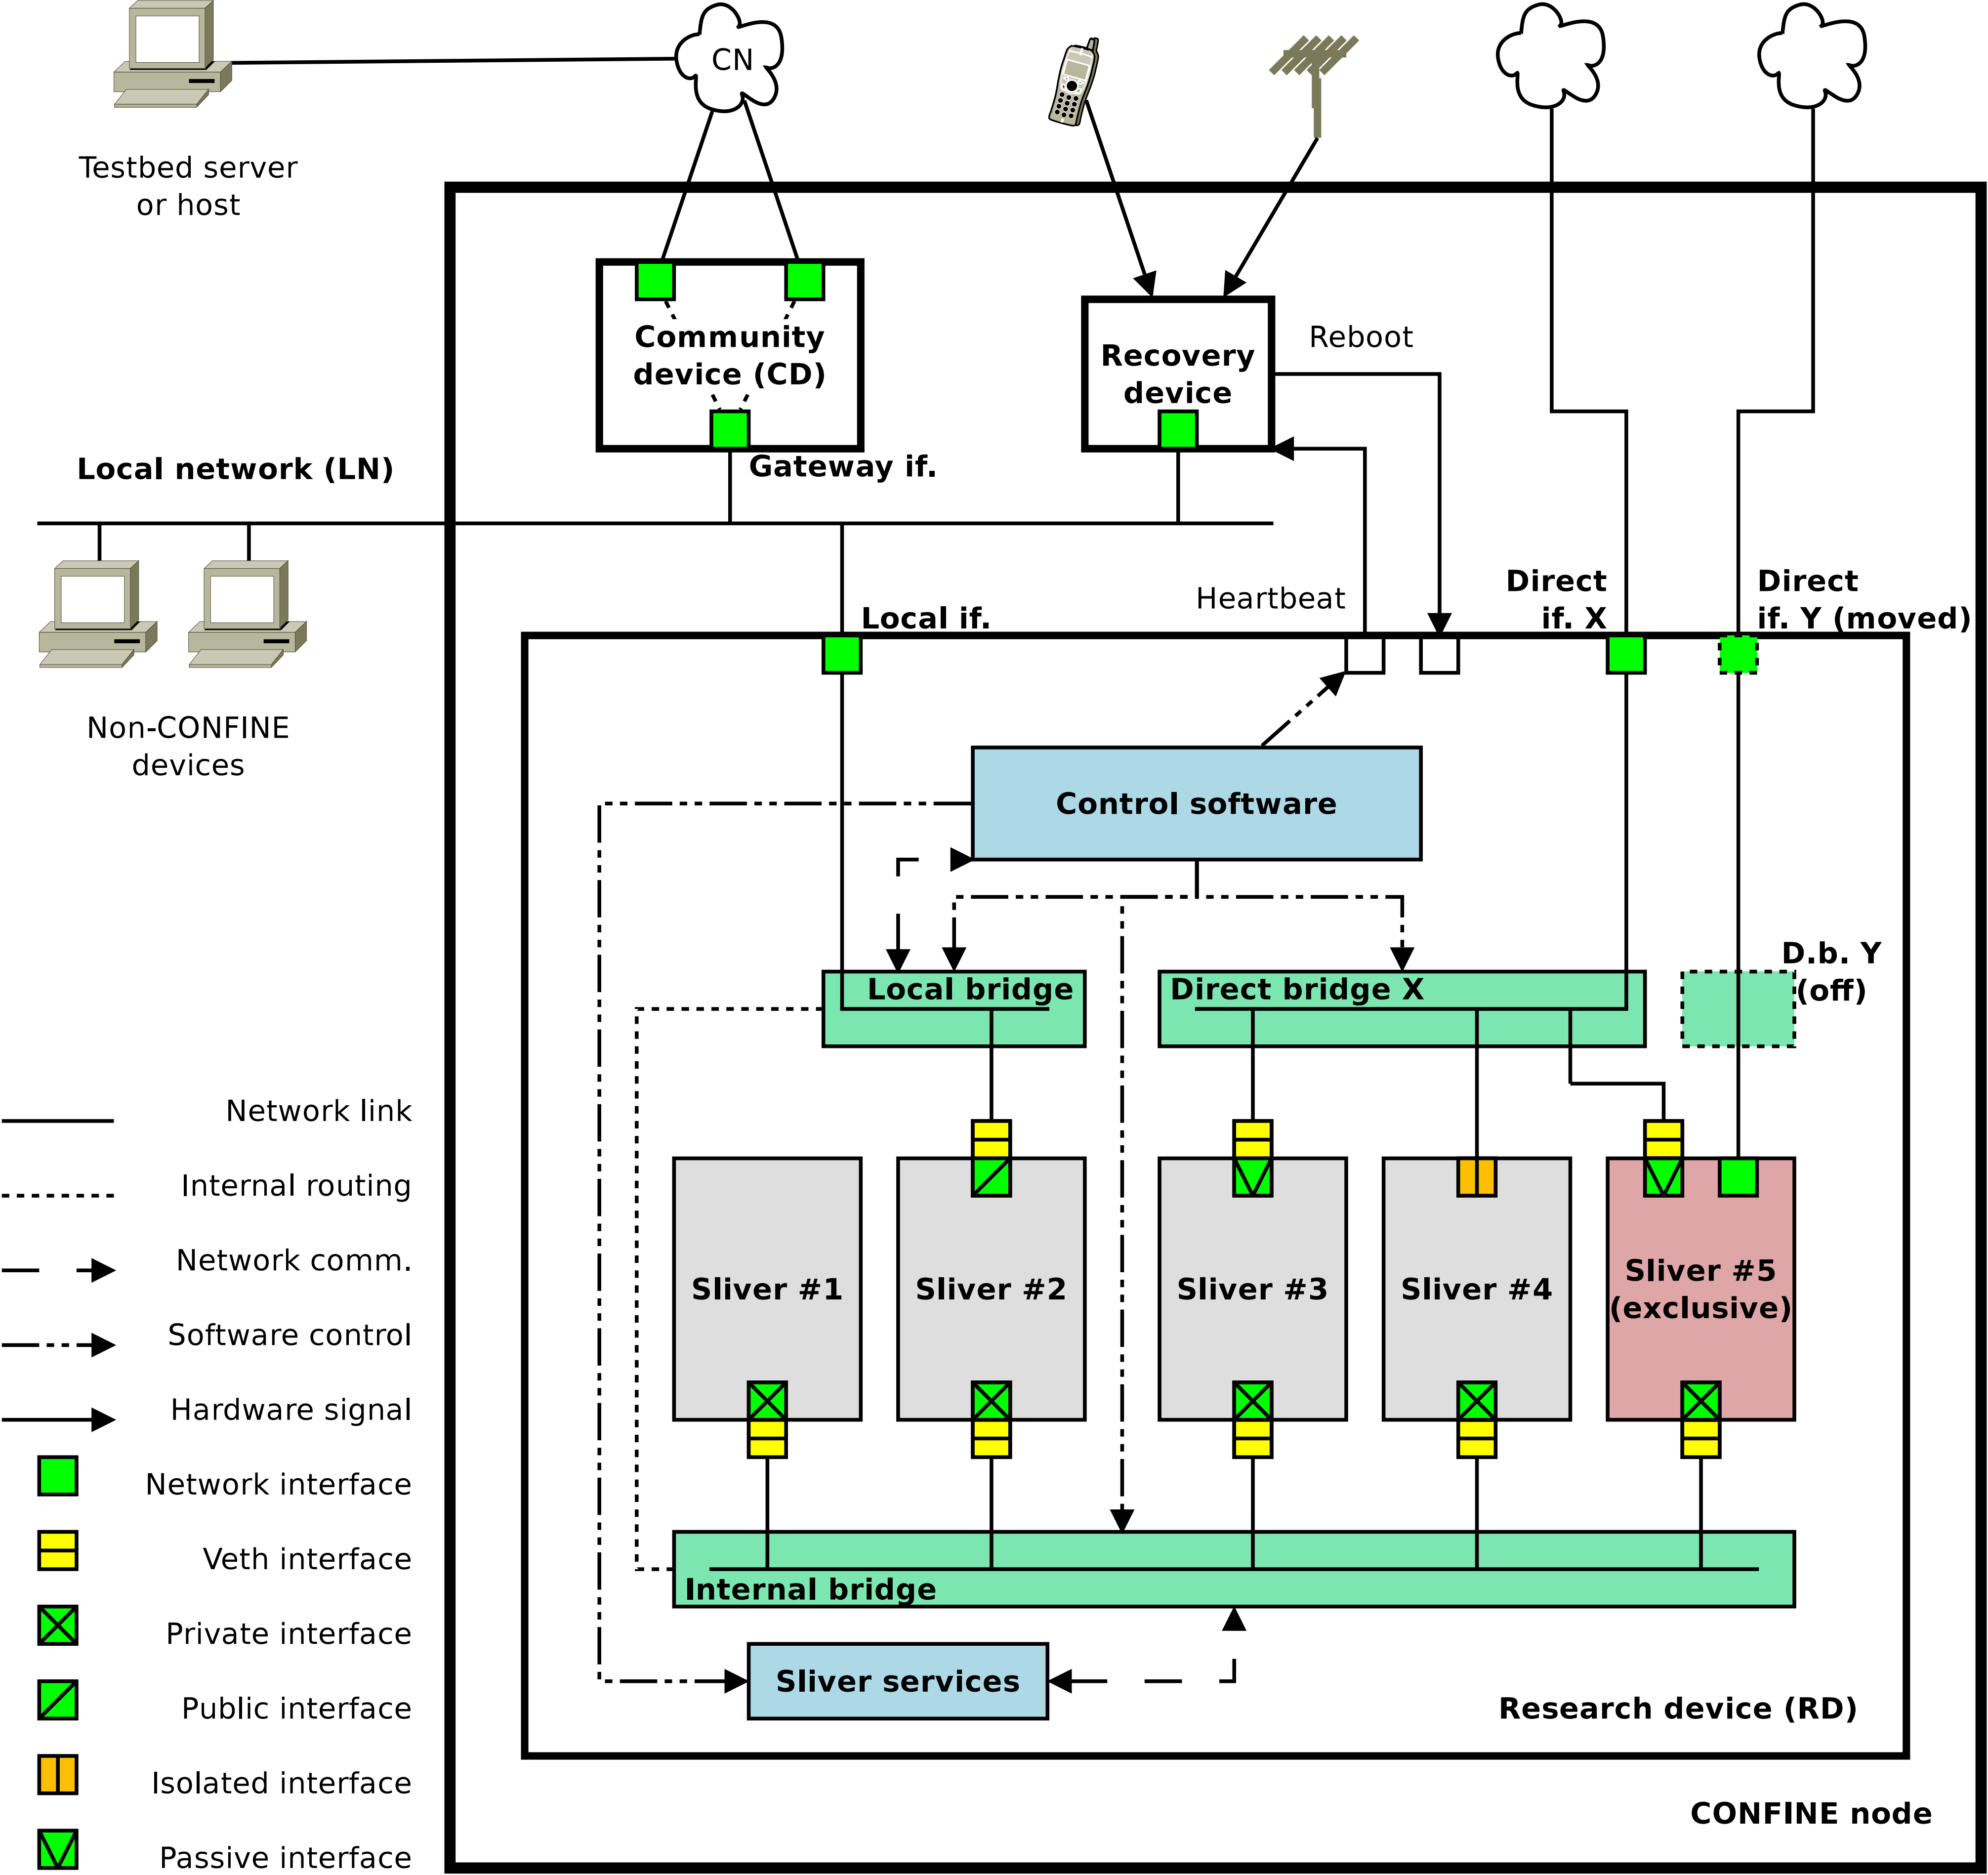 CN
Testbed server
or host
Community
device (CD)
Recovery
device
Reboot
Gateway if.
Local network (LN)
Heartbeat
Direct
if. X
Direct
if. Y (moved)
Local if.
Non-CONFINE
devices
Control software
D.b. Y
(off)
Local bridge
Direct bridge X
Sliver #1
Sliver #2
Sliver #3
Sliver #4
Sliver #5
(exclusive)
Internal bridge
Sliver services
Research device (RD)
CONFINE node
Network link
Internal routing
Network comm.
Software control
Hardware signal
Network interface
Veth interface
Private interface
Public interface
Isolated interface
Passive interface